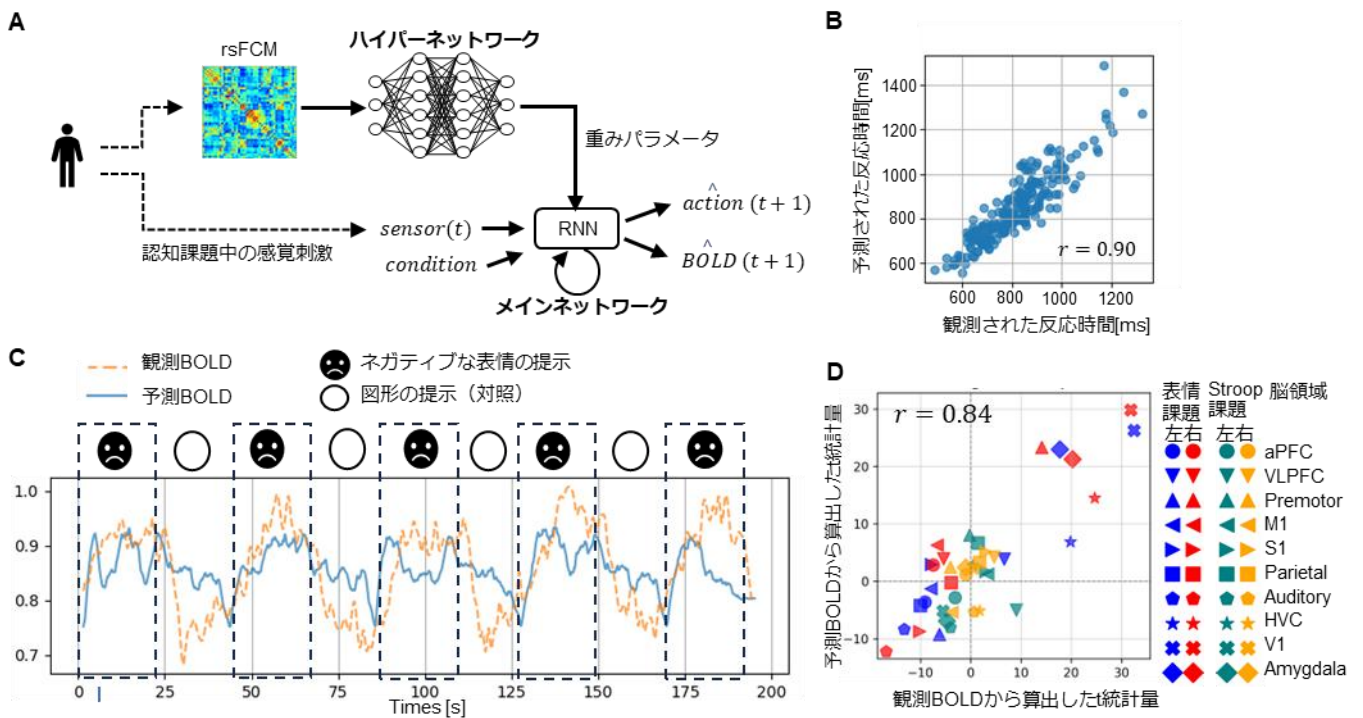 A
rsFCM
ハイパーネットワーク
重みパラメータ
sensor(t)
condition
RNN
^
action (t+1)
^
BOLD (t+1)
認知課題中の感覚刺激
メインネットワーク
B
予測された反応時間[ms]
1400
1200
1000
800
600
r = 0.90
600 800 1000 1200
観測された反応時間[ms]
C
観測BOLD
予測BOLD
ネガティブな表情の提示
図形の提示（対照）
1.0
0.9
0.8
0.7
0 25 50 75 100 125 150 175 200
Times [s]
D
予測BOLDから算出したt統計量
r = 0.84
30
20
10
0
−10
−10 0 10 20 30
観測BOLDから算出したt統計量
表情 Stroop 脳領域
課題 課題
左右 左右
aPFC
VLPFC
Premotor
M1
S1
Parietal
Auditory
HVC
V1
Amygdala